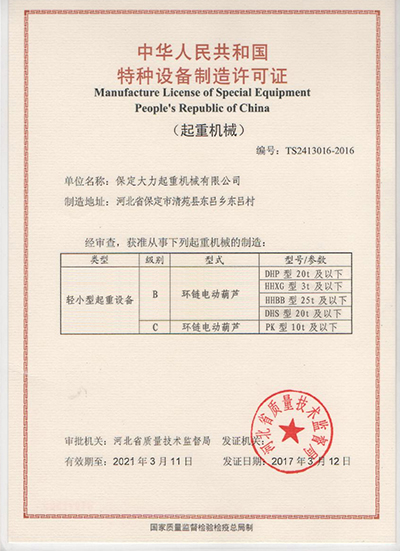 中华人民共和国
特种设备制造许可证
Manufacture License of Special Equipment
People's Republic of China
（起重机械）
编号：TS2413016-2016
单位名称：保定大力起重机械有限公司
制造地址：河北省保定市清苑县东吕乡东吕村
经审查，获准从事下列起重机械的制造：
类型 级别 型式 型号/参数
轻小型起重设备 B 环链电动葫芦 DHP 型 20t 及以下
HHXG 型 3t 及以下
HHBB 型 25t 及以下
DHS 型 20t 及以下
C 环链电动葫芦 PK 型 10t 及以下
审批机关：河北省质量技术监督局 发证机关：
河北省质量技术监督局
有效期至：2021 年 3 月 11 日 发证日期：2017 年 3 月 12 日
国家质量监督检验检疫总局制